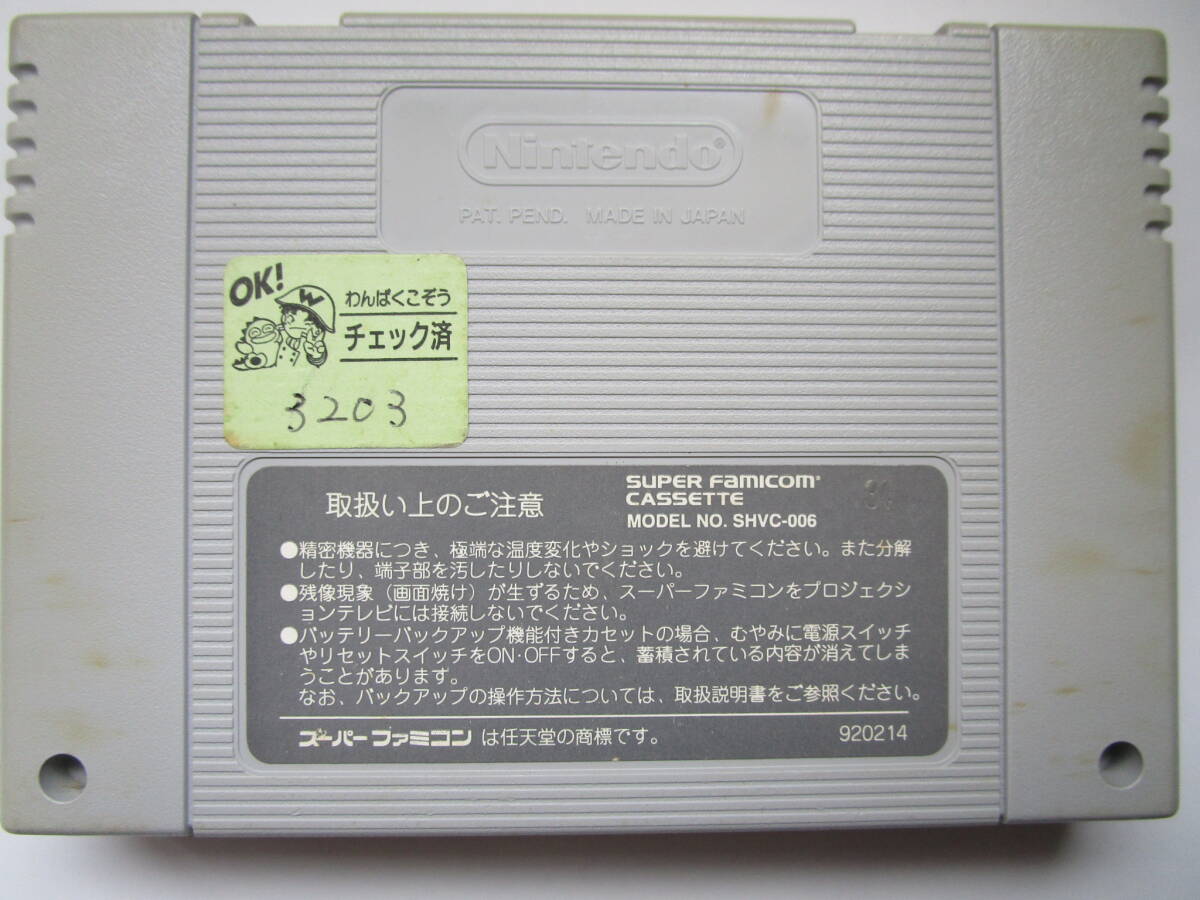 Nintendo®
PAT. PEND. MADE IN JAPAN
OK!
W
わんぱくこぞう
チェック済
3203
取扱い上のご注意
SUPER FAMICOM®
CASSETTE
MODEL NO. SHVC-006
●精密機器につき、極端な温度変化やショックを避けてください。また分解
したり、端子部を汚したりしないでください。
●残像現象（画面焼け）が生ずるため、スーパーファミコンをプロジェクシ
ョンテレビには接続しないでください。
●バッテリーバックアップ機能付きカセットの場合、むやみに電源スイッチ
やリセットスイッチをON·OFFすると、蓄積されている内容が消えてしま
うことがあります。
なお、バックアップの操作方法については、取扱説明書をご参照ください。
スーパーファミコン は任天堂の商標です。
920214